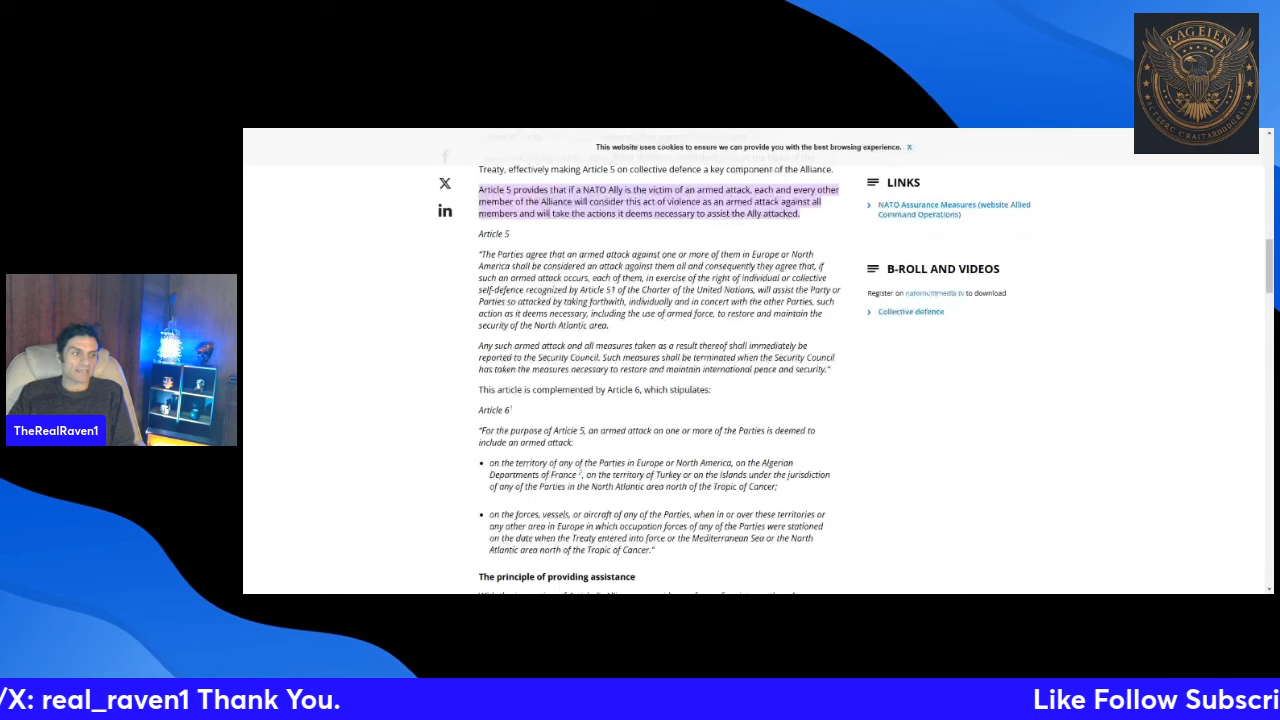 This website uses cookies to ensure we can provide you with the best browsing experience. X
Treaty, effectively making Article 5 on collective defence a key component of the Alliance.
Article 5 provides that if a NATO Ally is the victim of an armed attack, each and every other
member of the Alliance will consider this act of violence as an armed attack against all
members and will take the actions it deems necessary to assist the Ally attacked.
Article 5
“The Parties agree that an armed attack against one or more of them in Europe or North
America shall be considered an attack against them all and consequently they agree that, if
such an armed attack occurs, each of them, in exercise of the right of individual or collective
self-defence recognized by Article 51 of the Charter of the United Nations, will assist the Party or
Parties so attacked by taking forthwith, individually and in concert with the other Parties, such
action as it deems necessary, including the use of armed force, to restore and maintain the
security of the North Atlantic area.
Any such armed attack and all measures taken as a result thereof shall immediately be
reported to the Security Council. Such measures shall be terminated when the Security Council
has taken the measures necessary to restore and maintain international peace and security.”
This article is complemented by Article 6, which stipulates:
Article 6¹
“For the purpose of Article 5, an armed attack on one or more of the Parties is deemed to
include an armed attack:
• on the territory of any of the Parties in Europe or North America, on the Algerian
Departments of France ², on the territory of Turkey or on the Islands under the jurisdiction
of any of the Parties in the North Atlantic area north of the Tropic of Cancer;
• on the forces, vessels, or aircraft of any of the Parties, when in or over these territories or
any other area in Europe in which occupation forces of any of the Parties were stationed
on the date when the Treaty entered into force or the Mediterranean Sea or the North
Atlantic area north of the Tropic of Cancer.”
The principle of providing assistance
LINKS
NATO Assurance Measures (website Allied
Command Operations)
B-ROLL AND VIDEOS
Register on to download
Collective defence
RAGEIEN
TheRealRaven1
/X: real_raven1 Thank You.
Like Follow Subscri